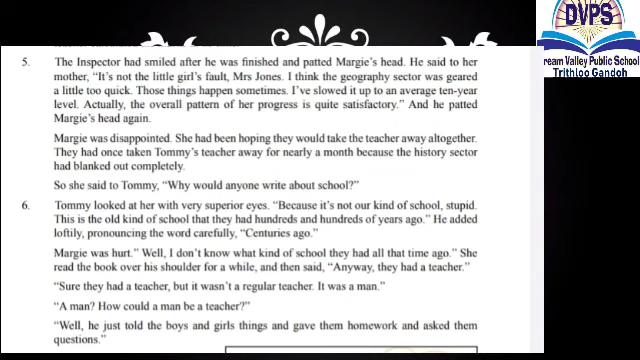 DVPS
ream Valley Public School
Trithloo Gandoh
5. The Inspector had smiled after he was finished and patted Margie's head. He said to her
mother, "It's not the little girl's fault, Mrs Jones. I think the geography sector was geared
a little too quick. Those things happen sometimes. I've slowed it up to an average ten-year
level. Actually, the overall pattern of her progress is quite satisfactory." And he patted
Margie's head again.
Margie was disappointed. She had been hoping they would take the teacher away altogether.
They had once taken Tommy's teacher away for nearly a month because the history sector
had blanked out completely.
So she said to Tommy, "Why would anyone write about school?"
6. Tommy looked at her with very superior eyes. "Because it's not our kind of school, stupid.
This is the old kind of school that they had hundreds and hundreds of years ago." He added
loftily, pronouncing the word carefully, "Centuries ago."
Margie was hurt." Well, I don't know what kind of school they had all that time ago." She
read the book over his shoulder for a while, and then said, "Anyway, they had a teacher."
"Sure they had a teacher, but it wasn't a regular teacher. It was a man."
"A man? How could a man be a teacher?"
"Well, he just told the boys and girls things and gave them homework and asked them
questions."